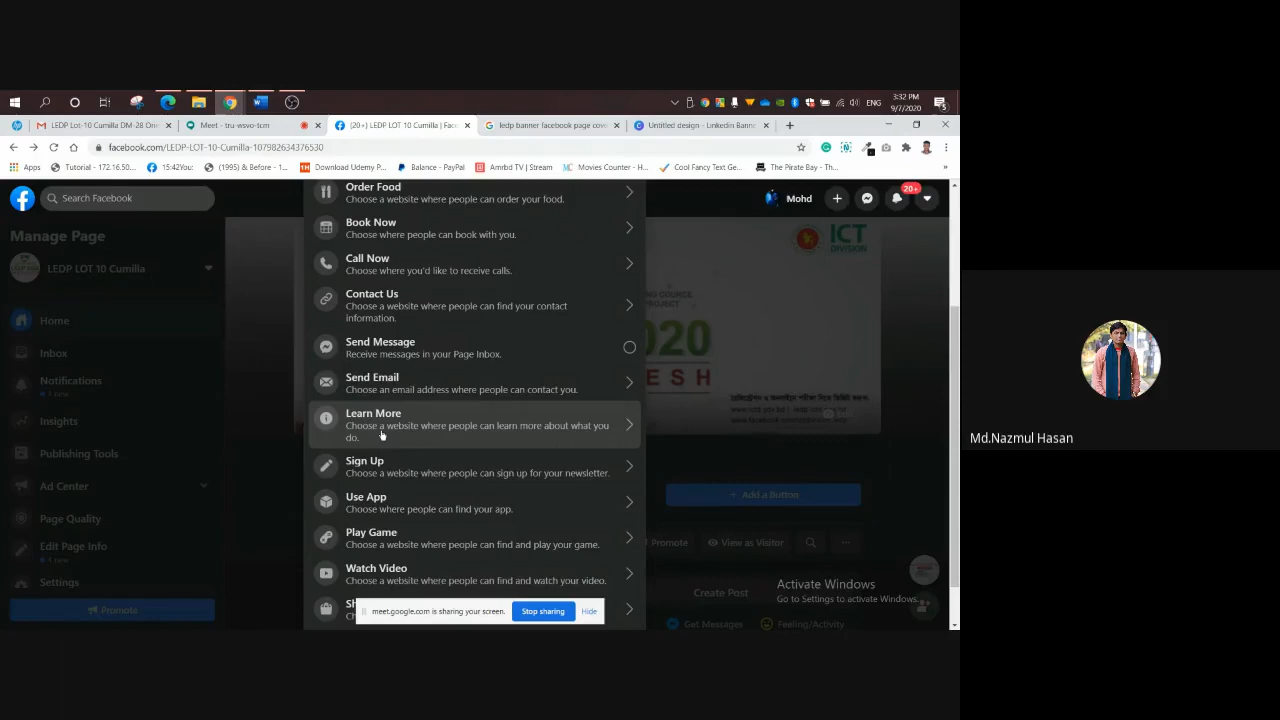 3:32 PM
ENG
9/7/2020
LEDP Lot-10 Cumilla DM-28 On
Meet - tru-wsvo-tcm
(20+) LEDP LOT 10 Cumilla | Fac
ledp banner facebook page cov
Untitled design - Linkedin Bann
facebook.com/LEDP-LOT-10-Cumilla-107982634376530
Apps
Tutorial - 172.16.50...
15:42You:
(1995) & Before - 1...
Download Udemy P...
Balance - PayPal
Amrbd TV | Stream
Movies Counter - H...
Cool Fancy Text Ge...
The Pirate Bay - Th...
Search Facebook
Mohd
20+
Manage Page
LEDP LOT 10 Cumilla
Home
Inbox
Notifications
1 new
Insights
Publishing Tools
Ad Center
Page Quality
Edit Page Info
1 new
Settings
Promote
Order Food
Choose a website where people can order your food.
Book Now
Choose where people can book with you.
Call Now
Choose where you'd like to receive calls.
Contact Us
Choose a website where people can find your contact
information.
Send Message
Receive messages in your Page Inbox.
Send Email
Choose an email address where people can contact you.
Learn More
Choose a website where people can learn more about what you
do.
Sign Up
Choose a website where people can sign up for your newsletter.
Use App
Choose where people can find your app.
Play Game
Choose a website where people can find and play your game.
Watch Video
Choose a website where people can find and watch your video.
meet.google.com is sharing your screen.
Stop sharing
Hide
ICT
DIVISION
PROJECT
020
ESH
+ Add a Button
Promote
View as Visitor
...
Create Post
Activate Windows
Go to Settings to activate Windows.
Get Messages
Feeling/Activity
Md.Nazmul Hasan